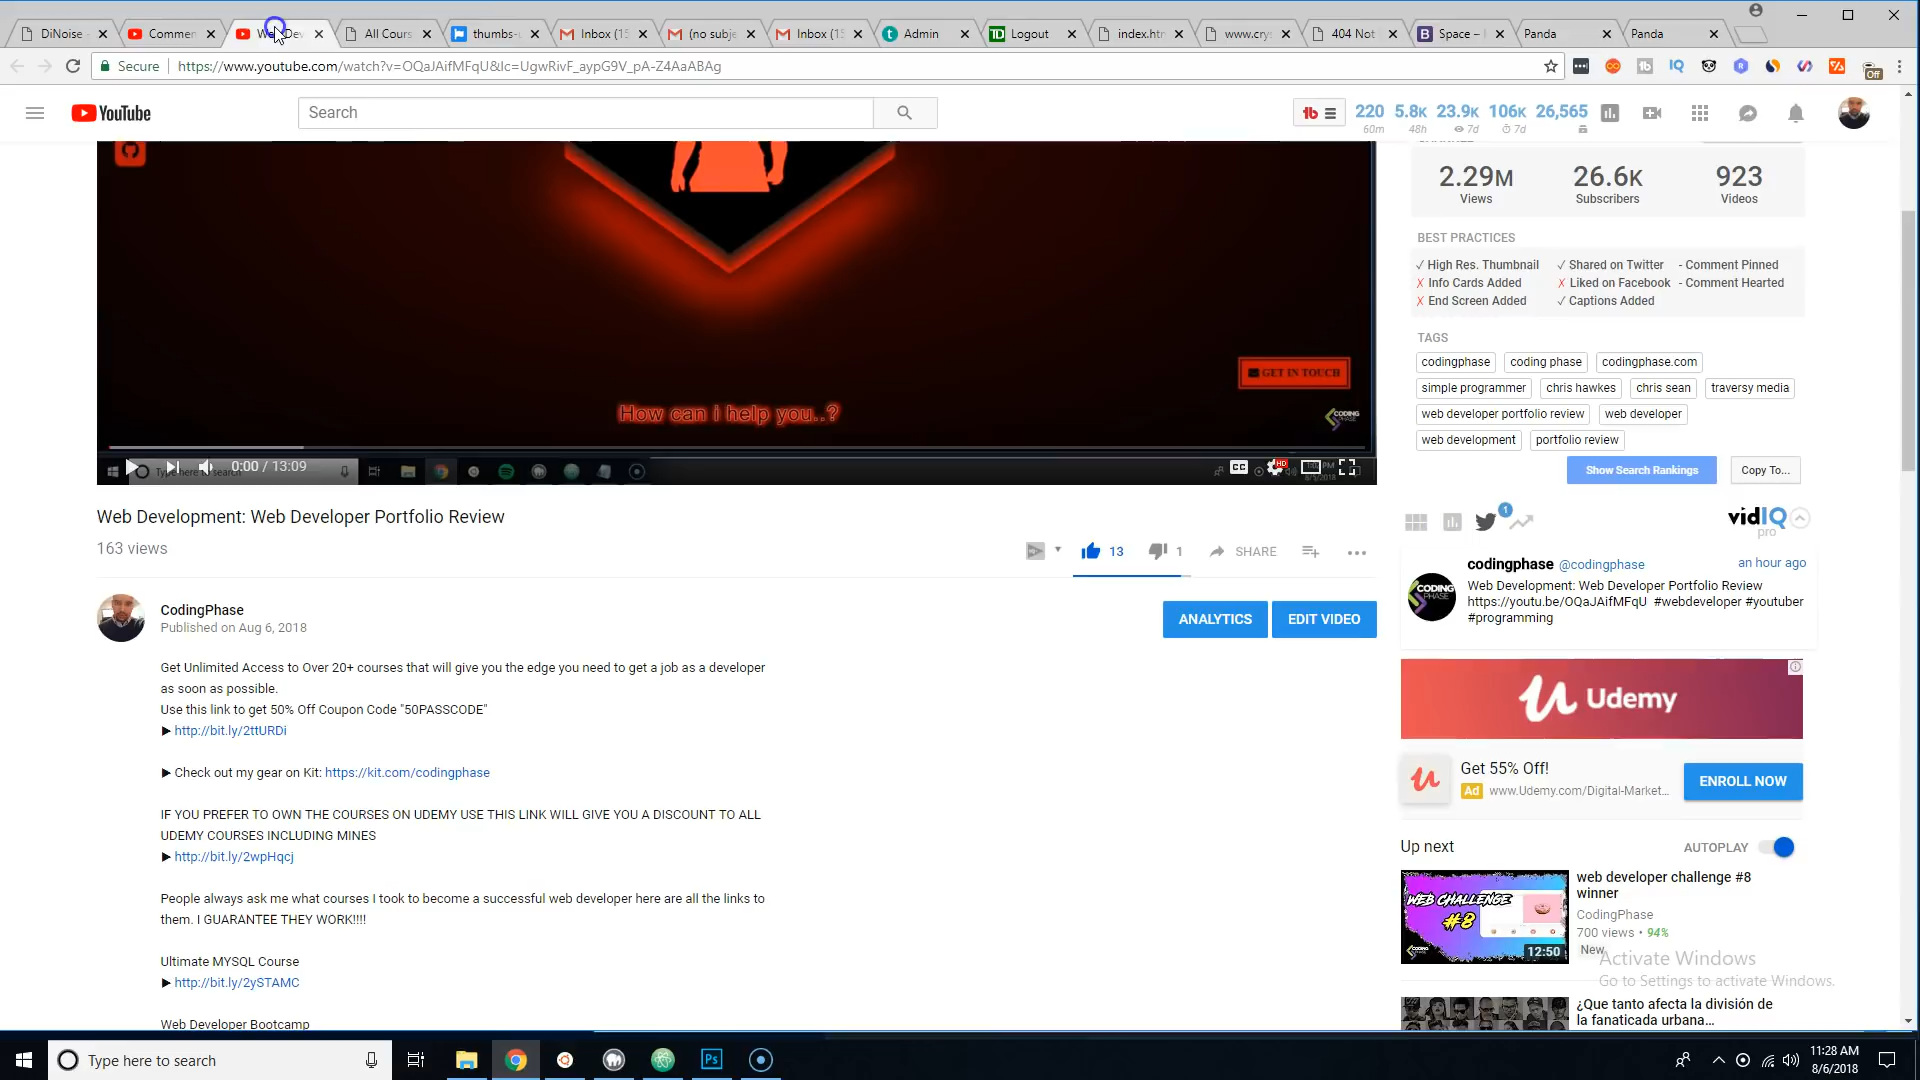 DiNoise
Commen
All Cours
thumbs-u
Inbox (15
(no subje
Inbox (15
Admin
Logout
index.htm
www.crys
404 Not
Space –
Panda
Panda
Secure https://www.youtube.com/watch?v=OQaJAifMFqU&lc=UgwRivF_aypG9V_pA-Z4AaABAg
Off
YouTube
Search
220 5.8k 23.9k 106k 26,565
60m 48h 7d 7d
2.29M 26.6K 923
Views Subscribers Videos
BEST PRACTICES
✓ High Res. Thumbnail ✓ Shared on Twitter - Comment Pinned
✗ Info Cards Added ✗ Liked on Facebook - Comment Hearted
✗ End Screen Added ✓ Captions Added
TAGS
codingphase coding phase codingphase.com
simple programmer chris hawkes chris sean traversy media
web developer portfolio review web developer
web development portfolio review
Show Search Rankings Copy To...
GET IN TOUCH
How can i help you..?
CODING PHASE
0:00 / 13:09
CC HD
Web Development: Web Developer Portfolio Review
163 views
13 1 SHARE
1
vidIQ
pro
codingphase @codingphase an hour ago
Web Development: Web Developer Portfolio Review
https://youtu.be/OQaJAifMFqU #webdeveloper #youtuber
#programming
CodingPhase
Published on Aug 6, 2018
ANALYTICS EDIT VIDEO
Get Unlimited Access to Over 20+ courses that will give you the edge you need to get a job as a developer
as soon as possible.
Use this link to get 50% Off Coupon Code "50PASSCODE"
► http://bit.ly/2ttURDi
► Check out my gear on Kit: https://kit.com/codingphase
IF YOU PREFER TO OWN THE COURSES ON UDEMY USE THIS LINK WILL GIVE YOU A DISCOUNT TO ALL
UDEMY COURSES INCLUDING MINES
► http://bit.ly/2wpHqcj
People always ask me what courses I took to become a successful web developer here are all the links to
them. I GUARANTEE THEY WORK!!!!
Ultimate MYSQL Course
► http://bit.ly/2ySTAMC
Web Developer Bootcamp
Udemy
Get 55% Off!
Ad www.Udemy.com/Digital-Market...
ENROLL NOW
Up next AUTOPLAY
WEB CHALLENGE
#8
12:50
web developer challenge #8
winner
CodingPhase
700 views • 94%
New
Activate Windows
Go to Settings to activate Windows.
¿Que tanto afecta la división de
la fanaticada urbana...
Type here to search
Ps
11:28 AM
8/6/2018